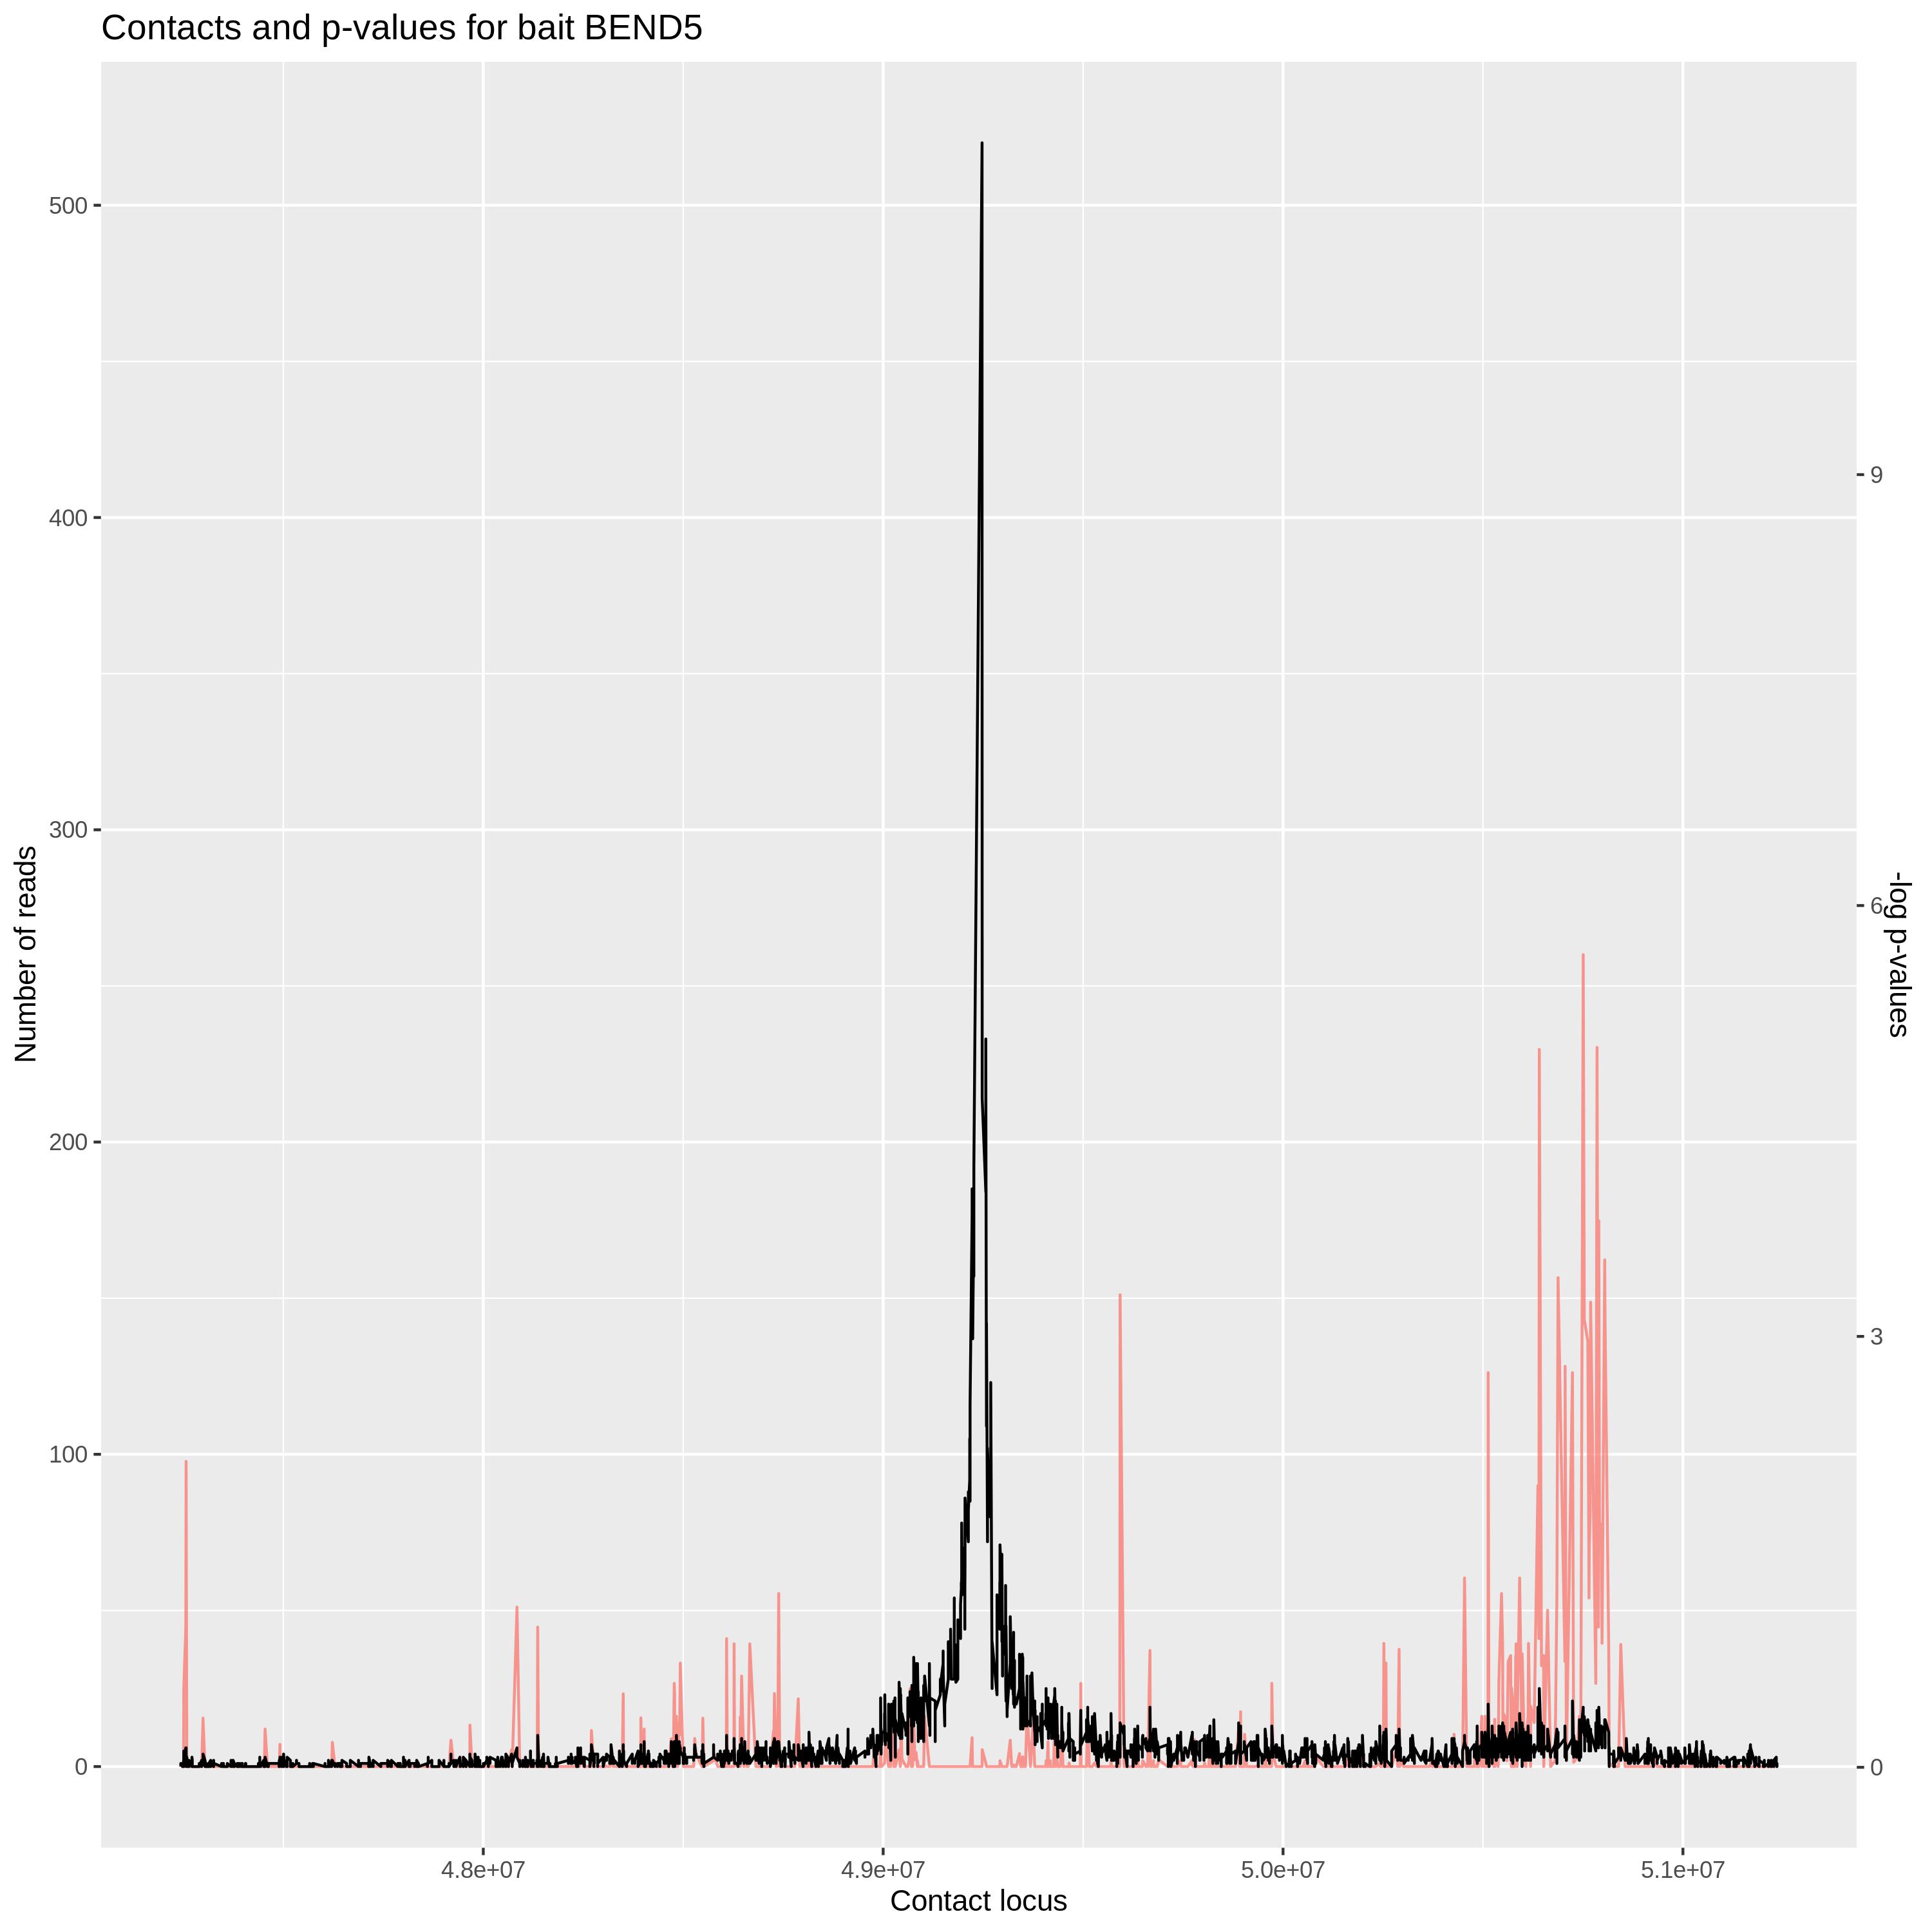 Contacts and p-values for bait BEND5
500
400
300
200
100
0
Number of reads
9
6
3
0
-log p-values
4.8e+07
4.9e+07
5.0e+07
5.1e+07
Contact locus